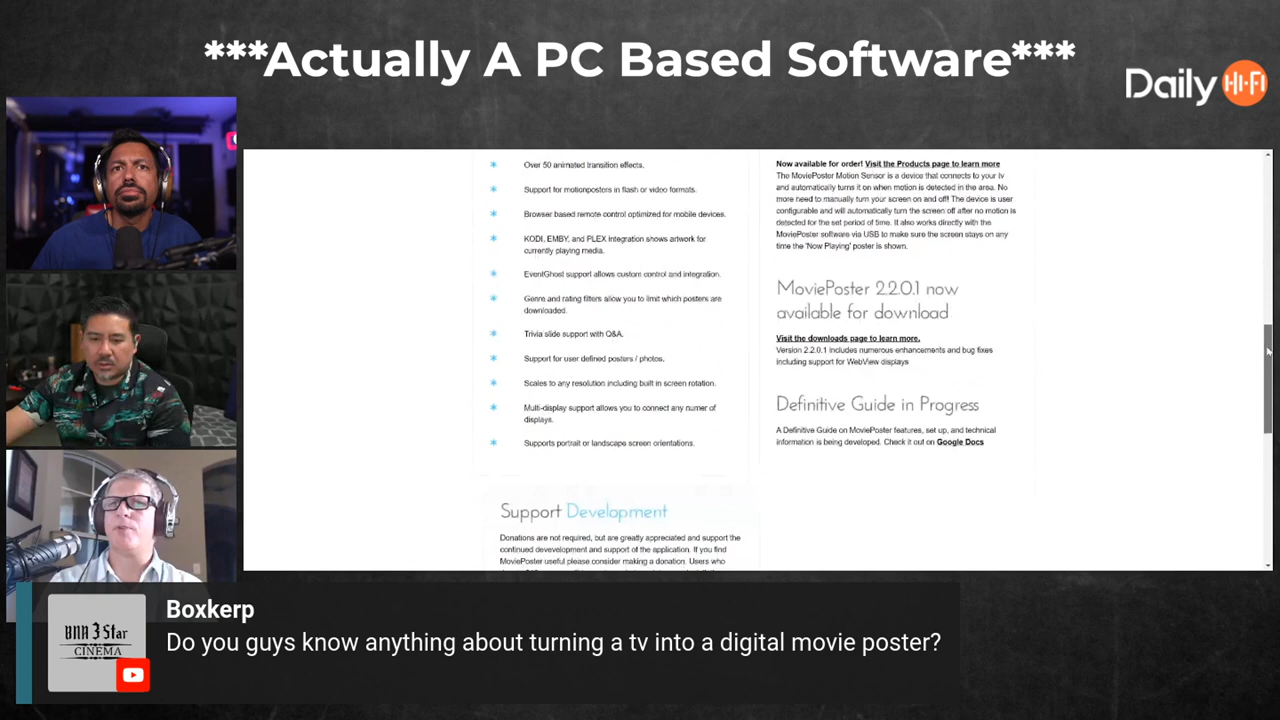 ***Actually A PC Based Software***
Daily HI-FI
Over 50 animated transition effects.
Support for motionposters in flash or video formats.
Browser based remote control optimized for mobile devices.
KODI, EMBY, and PLEX integration shows artwork for
currently playing media.
EventGhost support allows custom control and integration.
Genre and rating filters allow you to limit which posters are
downloaded.
Trivia slide support with Q&A.
Support for user defined posters / photos.
Scales to any resolution including built in screen rotation.
Multi-display support allows you to connect any numer of
displays.
Supports portrait or landscape screen orientations.
Support Development
Donations are not required, but are greatly appreciated and support the
continued devevelopment and support of the application. If you find
MoviePoster useful please consider making a donation. Users who
Now available for order! Visit the Products page to learn more
The MoviePoster Motion Sensor is a device that connects to your tv
and automatically turns it on when motion is detected in the area. No
more need to manually turn your screen on and off! The device is user
configurable and will automatically turn the screen off after no motion is
detected for the set period of time. It also works directly with the
MoviePoster software via USB to make sure the screen stays on any
time the 'Now Playing' poster is shown.
MoviePoster 2.2.0.1 now
available for download
Visit the downloads page to learn more.
Version 2.2.0.1 includes numerous enhancements and bug fixes
including support for WebView displays
Definitive Guide in Progress
A Definitive Guide on MoviePoster features, set up, and technical
information is being developed. Check it out on Google Docs
BNN 3 Star
CINEMA
Boxkerp
Do you guys know anything about turning a tv into a digital movie poster?